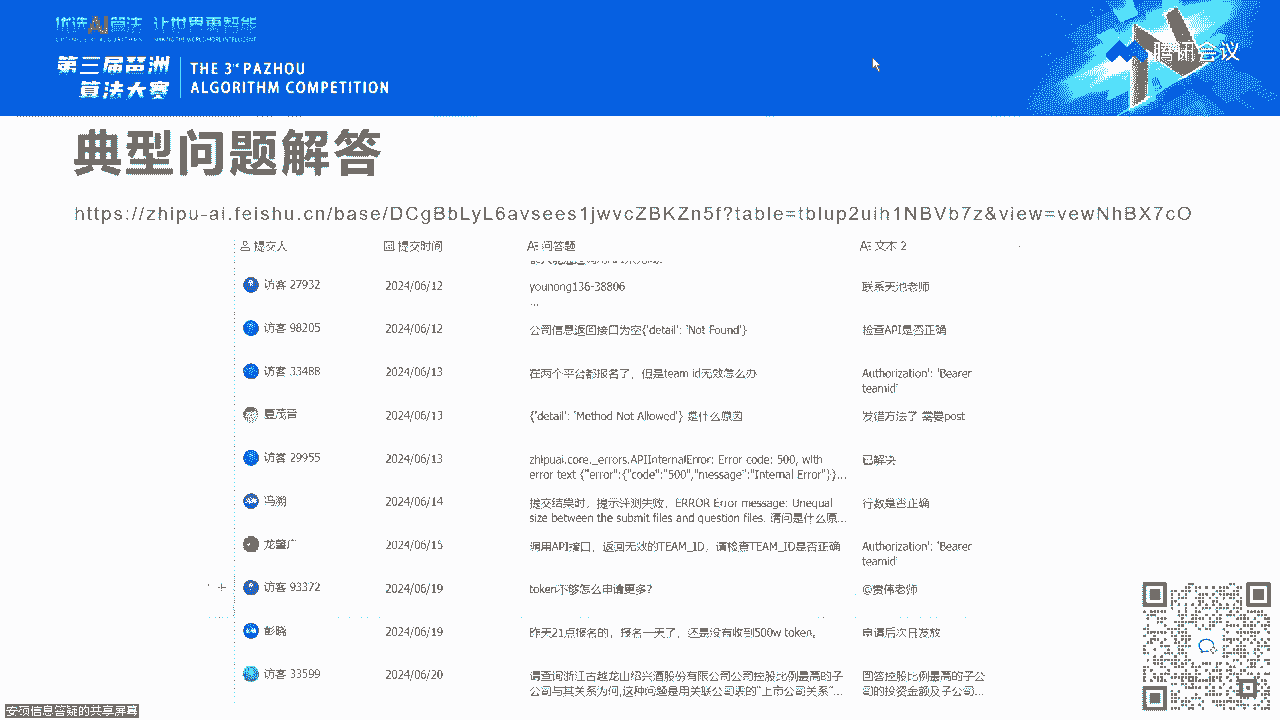 优选AI算法 让世界更智能
第三届琶洲
算法大赛
THE 3rd PAZHOU
ALGORITHM COMPETITION
腾讯会议
典型问题解答
https://zhipu-ai.feishu.cn/base/DCgBbLyL6avsees1jwvcZBKZn5f?table=tblup2uih1NBVb7z&view=vewNhBX7cO
提交人 提交时间 问答题 文本 2
访客 27932 2024/06/12 younong136-38806 联系天池老师
...
访客 98205 2024/06/12 公司信息返回接口为空{'detail': 'Not Found'} 检查API是否正确
访客 33488 2024/06/13 在两个平台都报名了，但是team id无效怎么办 Authorization': 'Bearer
teamid'
夏茂晋 2024/06/13 {'detail': 'Method Not Allowed'} 是什么原因 发错方法了 需要post
访客 29955 2024/06/13 zhipuai.core._errors.APIInternalError: Error code: 500, with 已解决
error text {"error":{"code":"500","message":"Internal Error"}}...
冯溯 2024/06/14 提交结果时，提示评测失败，ERROR Error message: Unequal 行数是否正确
size between the submit files and question files. 请问是什么原...
龙肇广 2024/06/15 调用API接口，返回无效的TEAM_ID，请检查TEAM_ID是否正确 Authorization': 'Bearer
teamid'
访客 93372 2024/06/19 token不够怎么申请更多? @贵伟老师
彭晓 2024/06/19 昨天21点报名的，报名一天了，还是没有收到500w token。 申请后次日发放
访客 33599 2024/06/20 请查询浙江古越龙山绍兴酒股份有限公司公司控股比例最高的子 回答控股比例最高的子公
公司与其关系为何,这种问题是用关联公司表的"上市公司关系"... 司的投资金额及子公司...
安硕信息答疑的共享屏幕